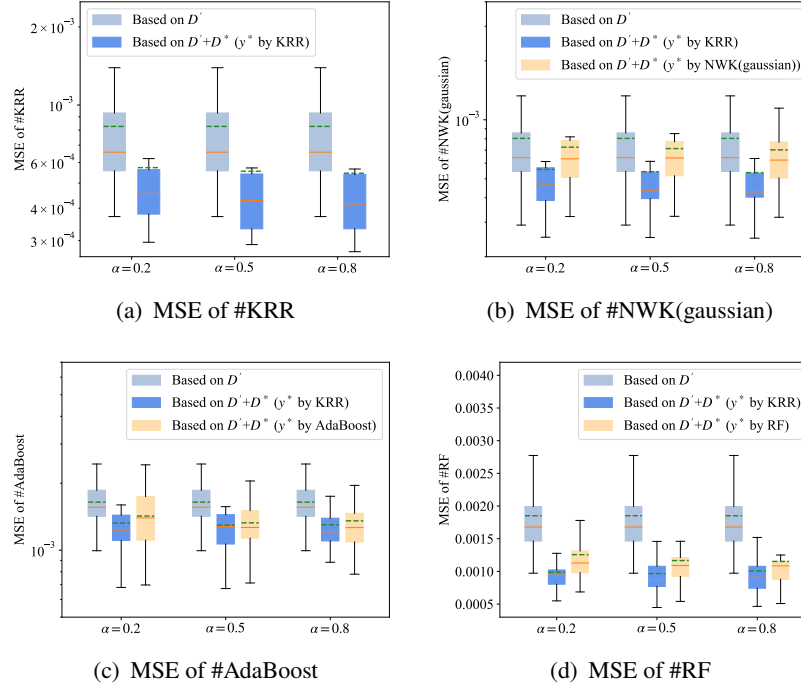 2×10⁻³
10⁻³
6×10⁻⁴
4×10⁻⁴
3×10⁻⁴
MSE of #KRR
Based on D′
Based on D′+D* (y* by KRR)
α=0.2 α=0.5 α=0.8
(a) MSE of #KRR
10⁻³
MSE of #NWK(gaussian)
Based on D′
Based on D′+D* (y* by KRR)
Based on D′+D* (y* by NWK(gaussian))
α=0.2 α=0.5 α=0.8
(b) MSE of #NWK(gaussian)
10⁻³
MSE of #AdaBoost
Based on D′
Based on D′+D* (y* by KRR)
Based on D′+D* (y* by AdaBoost)
α=0.2 α=0.5 α=0.8
(c) MSE of #AdaBoost
0.0040
0.0035
0.0030
0.0025
0.0020
0.0015
0.0010
0.0005
MSE of #RF
Based on D′
Based on D′+D* (y* by KRR)
Based on D′+D* (y* by RF)
α=0.2 α=0.5 α=0.8
(d) MSE of #RF